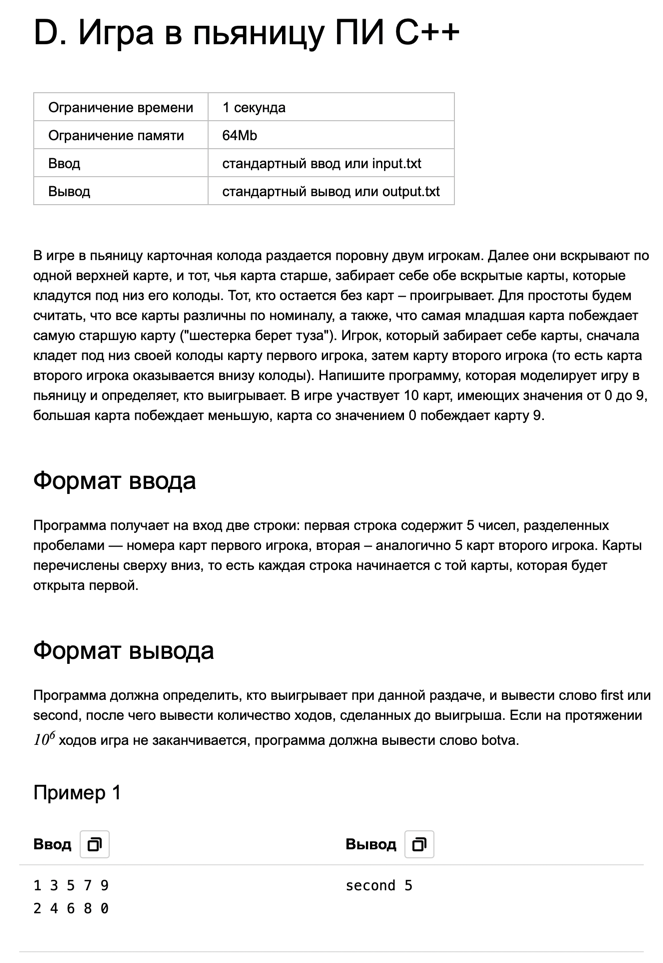 D. Игра в пьяницу ПИ C++
Ограничение времени 1 секунда
Ограничение памяти 64Mb
Ввод стандартный ввод или input.txt
Вывод стандартный вывод или output.txt
В игре в пьяницу карточная колода раздается поровну двум игрокам. Далее они вскрывают по
одной верхней карте, и тот, чья карта старше, забирает себе обе вскрытые карты, которые
кладутся под низ его колоды. Тот, кто остается без карт – проигрывает. Для простоты будем
считать, что все карты различны по номиналу, а также, что самая младшая карта побеждает
самую старшую карту ("шестерка берет туза"). Игрок, который забирает себе карты, сначала
кладет под низ своей колоды карту первого игрока, затем карту второго игрока (то есть карта
второго игрока оказывается внизу колоды). Напишите программу, которая моделирует игру в
пьяницу и определяет, кто выигрывает. В игре участвует 10 карт, имеющих значения от 0 до 9,
большая карта побеждает меньшую, карта со значением 0 побеждает карту 9.
Формат ввода
Программа получает на вход две строки: первая строка содержит 5 чисел, разделенных
пробелами — номера карт первого игрока, вторая – аналогично 5 карт второго игрока. Карты
перечислены сверху вниз, то есть каждая строка начинается с той карты, которая будет
открыта первой.
Формат вывода
Программа должна определить, кто выигрывает при данной раздаче, и вывести слово first или
second, после чего вывести количество ходов, сделанных до выигрыша. Если на протяжении
10⁶ ходов игра не заканчивается, программа должна вывести слово botva.
Пример 1
Ввод Вывод
1 3 5 7 9 second 5
2 4 6 8 0